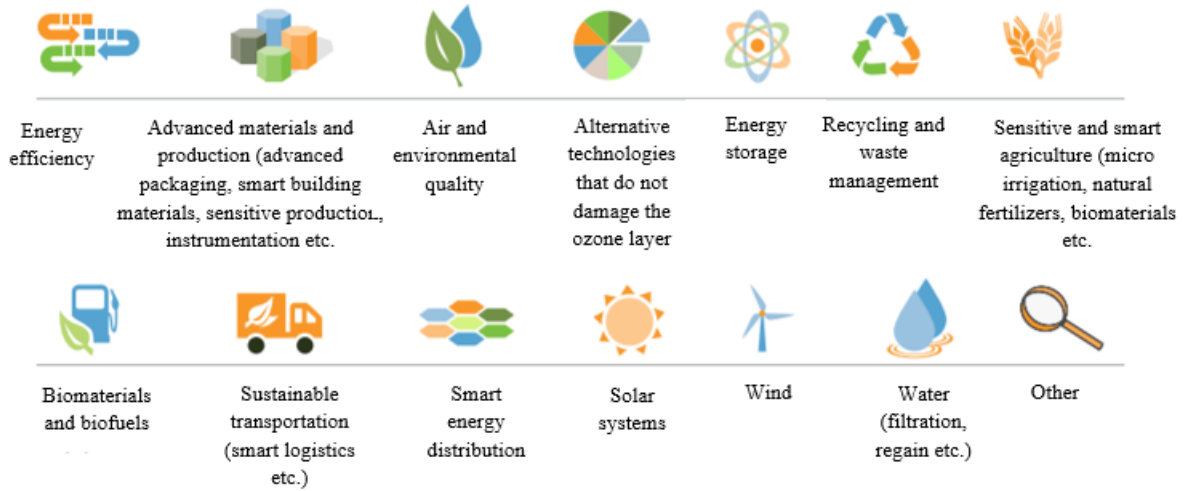 Energy
efficiency
Advanced materials and
production (advanced
packaging, smart building
materials, sensitive production,
instrumentation etc.
Air and
environmental
quality
Alternative
technologies
that do not
damage the
ozone layer
Energy
storage
Recycling and
waste
management
Sensitive and smart
agriculture (micro
irrigation, natural
fertilizers, biomaterials
etc.
Biomaterials
and biofuels
Sustainable
transportation
(smart logistics
etc.)
Smart
energy
distribution
Solar
systems
Wind
Water
(filtration,
regain etc.)
Other